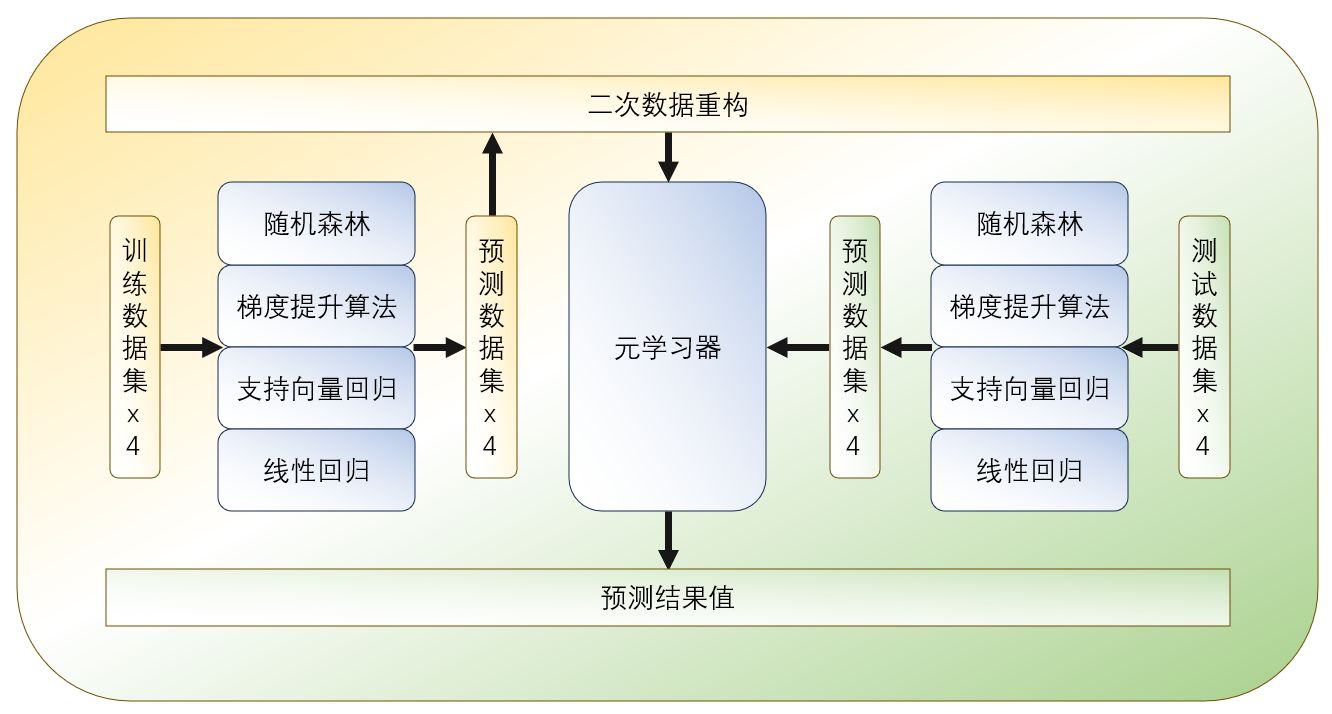 二次数据重构
训练数据集x4
随机森林
梯度提升算法
支持向量回归
线性回归
预测数据集x4
元学习器
预测数据集x4
随机森林
梯度提升算法
支持向量回归
线性回归
测试数据集x4
预测结果值